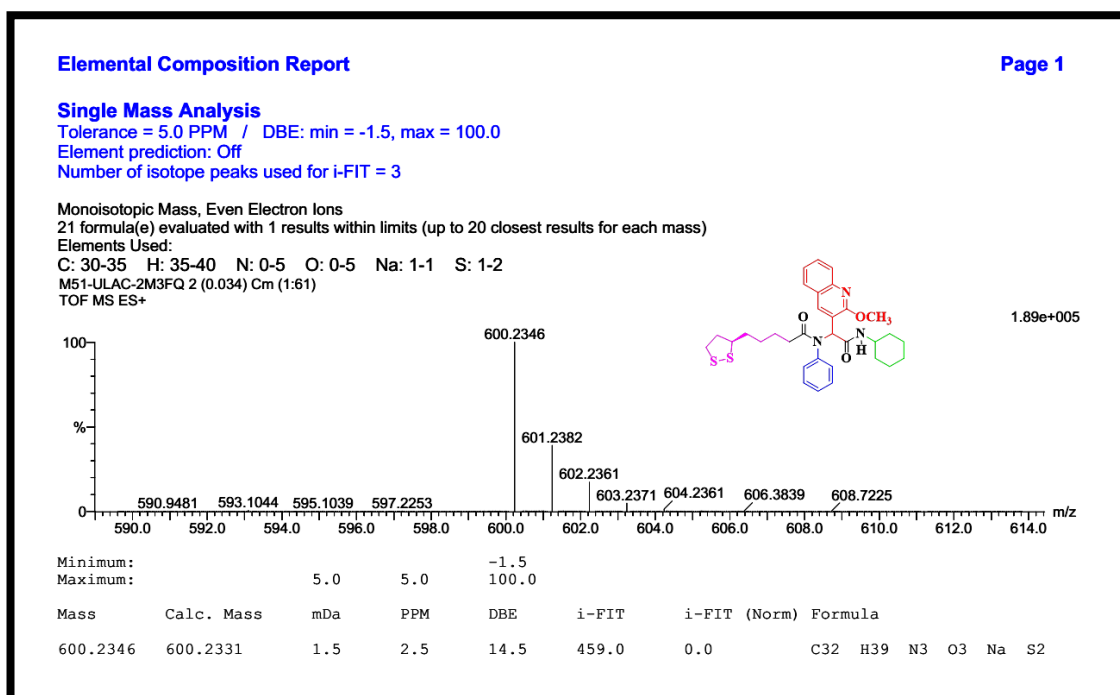 Elemental Composition Report Page 1
Single Mass Analysis
Tolerance = 5.0 PPM / DBE: min = -1.5, max = 100.0
Element prediction: Off
Number of isotope peaks used for i-FIT = 3
Monoisotopic Mass, Even Electron Ions
21 formula(e) evaluated with 1 results within limits (up to 20 closest results for each mass)
Elements Used:
C: 30-35 H: 35-40 N: 0-5 O: 0-5 Na: 1-1 S: 1-2
M51-ULAC-2M3FQ 2 (0.034) Cm (1:61)
TOF MS ES+
1.89e+005
N
OCH3
O
N
N
H
O
S-S
100
%
0
600.2346
601.2382
602.2361
590.9481 593.1044 595.1039 597.2253 603.2371 604.2361 606.3839 608.7225
m/z
590.0 592.0 594.0 596.0 598.0 600.0 602.0 604.0 606.0 608.0 610.0 612.0 614.0
Minimum: -1.5
Maximum: 5.0 5.0 100.0
Mass Calc. Mass mDa PPM DBE i-FIT i-FIT (Norm) Formula
600.2346 600.2331 1.5 2.5 14.5 459.0 0.0 C32 H39 N3 O3 Na S2